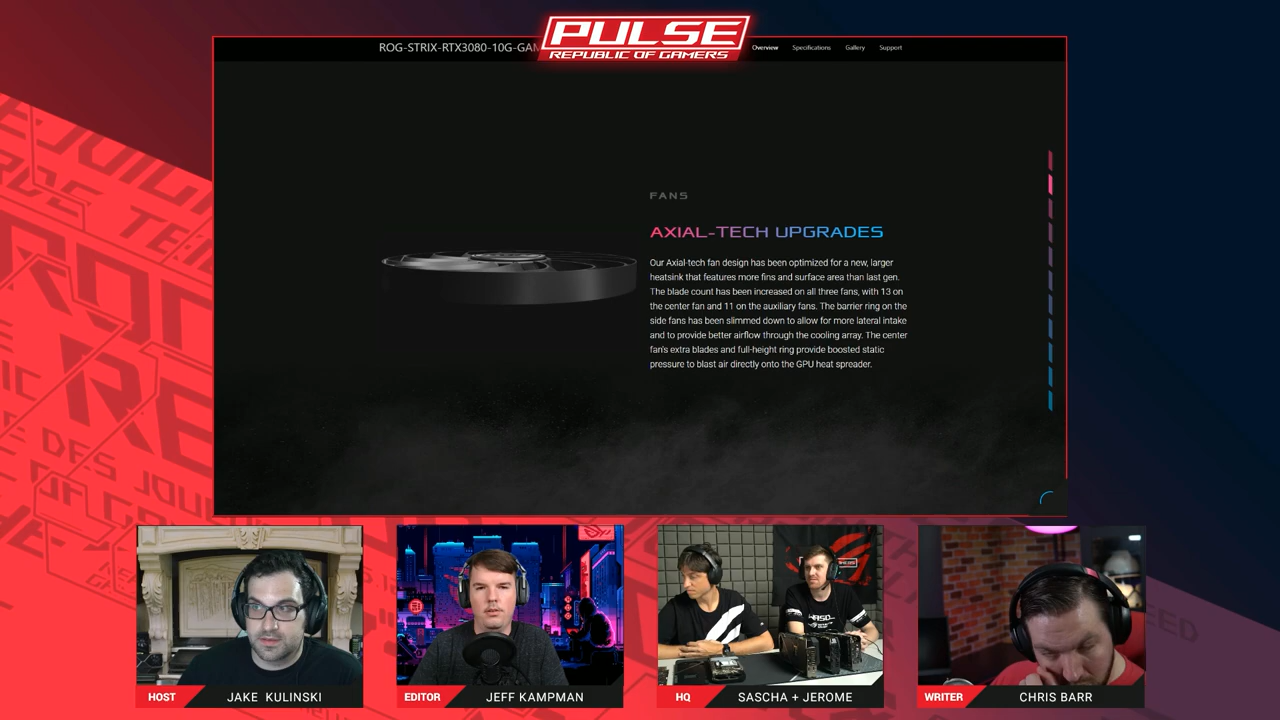 PULSE
REPUBLIC OF GAMERS
ROG-STRIX-RTX3080-10G-GAM
Overview
Specifications
Gallery
Support
FANS
AXIAL-TECH UPGRADES
Our Axial-tech fan design has been optimized for a new, larger
heatsink that features more fins and surface area than last gen.
The blade count has been increased on all three fans, with 13 on
the center fan and 11 on the auxiliary fans. The barrier ring on the
side fans has been slimmed down to allow for more lateral intake
and to provide better airflow through the cooling array. The center
fan's extra blades and full-height ring provide boosted static
pressure to blast air directly onto the GPU heat spreader.
HOST
JAKE KULINSKI
EDITOR
JEFF KAMPMAN
HQ
SASCHA + JEROME
WRITER
CHRIS BARR